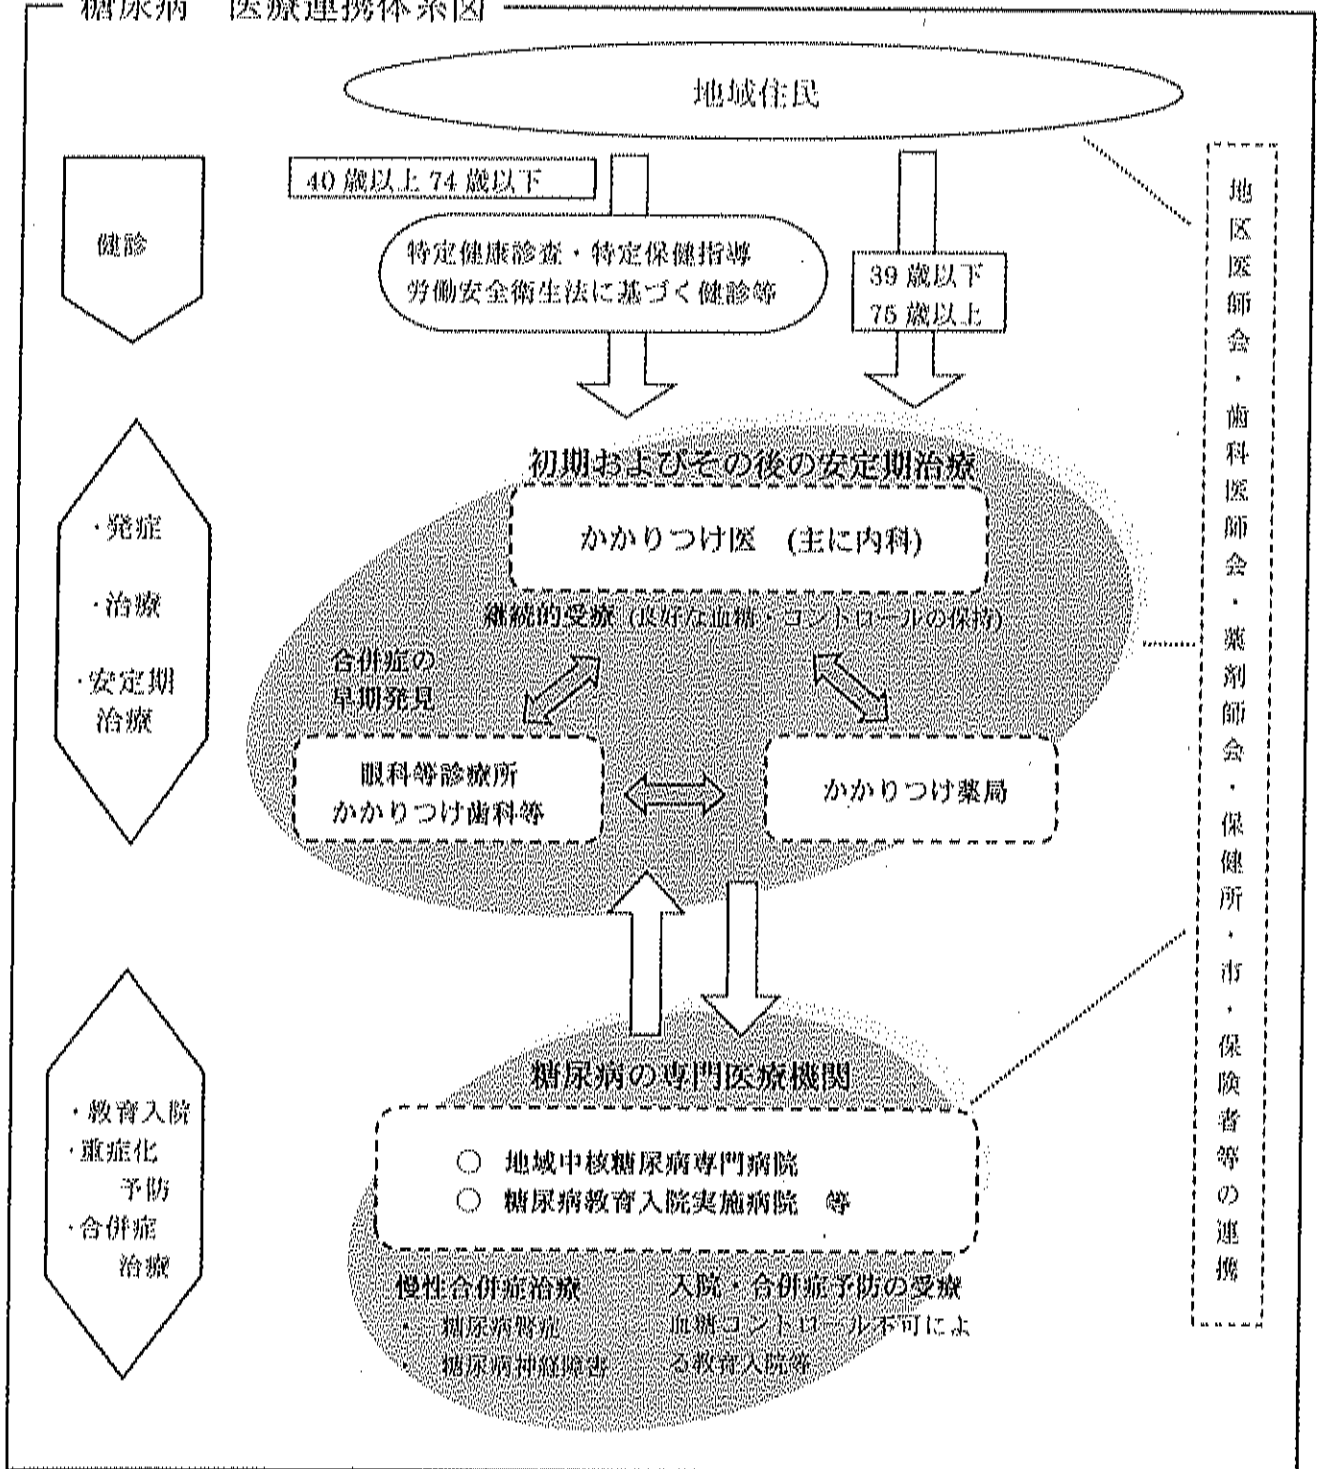 糖尿病　医療連携体系図
地域住民
40歳以上74歳以下
健診
特定健康診査・特定保健指導
労働安全衛生法に基づく健診等
39歳以下
75歳以上
初期およびその後の安定期治療
かかりつけ医　(主に内科)
継続的受療 (良好な血糖・コントロールの保持)
・発症
・治療
・安定期
治療
合併症の
早期発見
眼科等診療所
かかりつけ歯科等
かかりつけ薬局
糖尿病の専門医療機関
・教育入院
・重症化
予防
・合併症
治療
○ 地域中核糖尿病専門病院
○ 糖尿病教育入院実施病院　等
慢性合併症治療
・　糖尿病腎症
・　糖尿病神経障害
入院・合併症予防の受療
血糖コントロール不可によ
る教育入院等
地区医師会・歯科医師会・薬剤師会・保健所・市・保険者等の連携